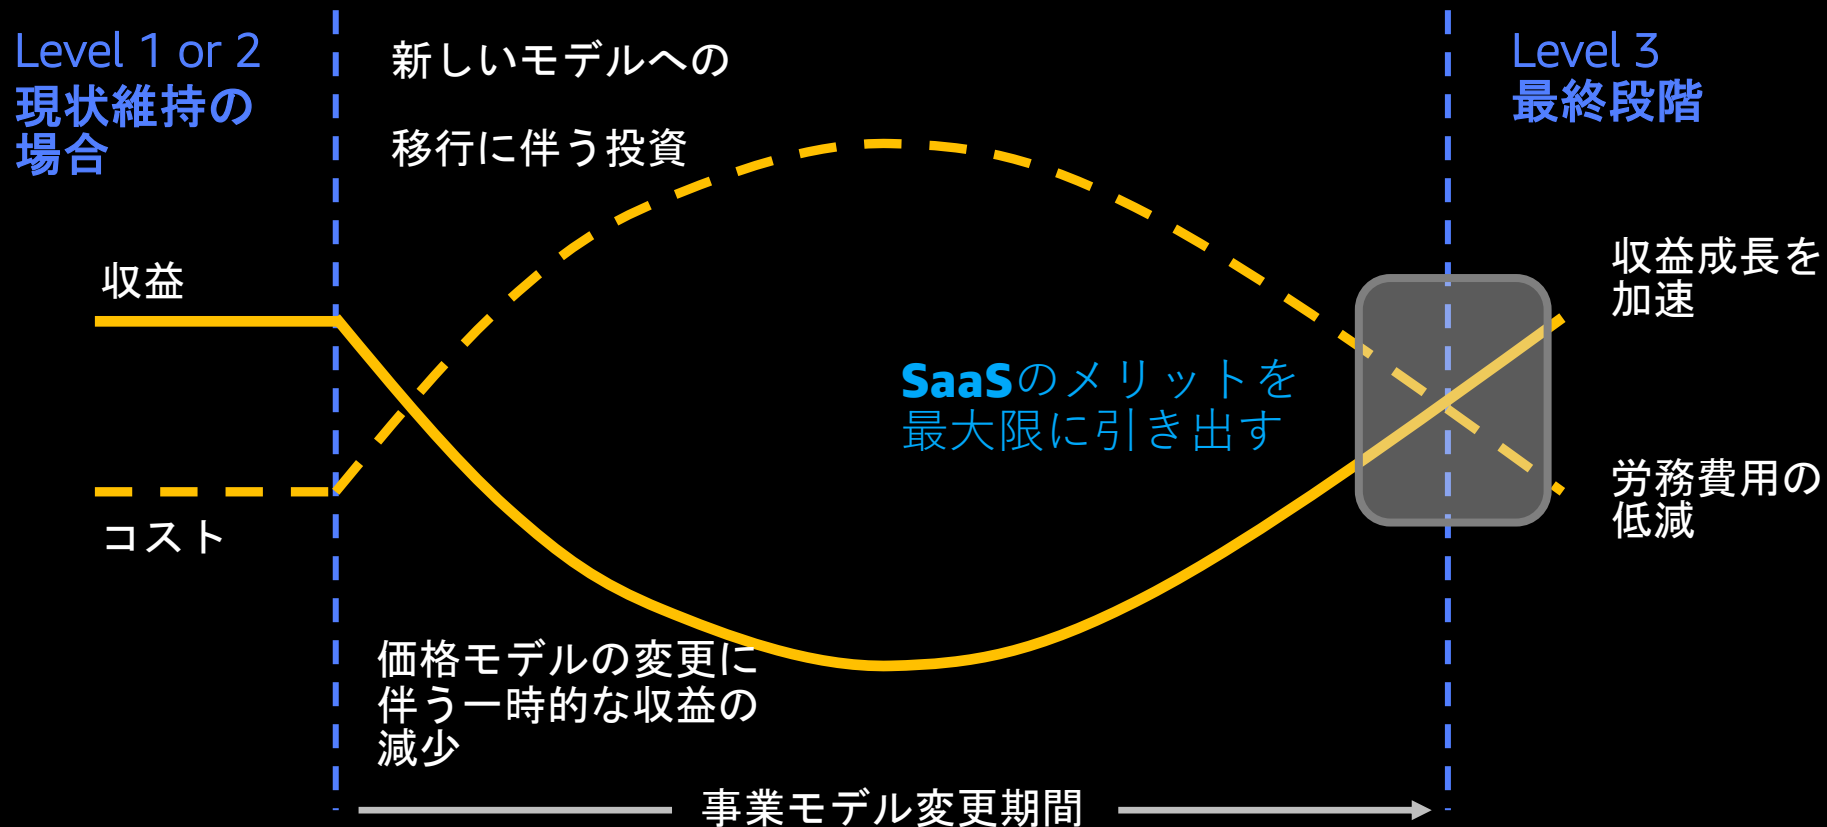 Level 1 or 2
現状維持の
場合
新しいモデルへの
移行に伴う投資
Level 3
最終段階
収益
コスト
SaaSのメリットを
最大限に引き出す
収益成長を
加速
労務費用の
低減
価格モデルの変更に
伴う一時的な収益の
減少
事業モデル変更期間